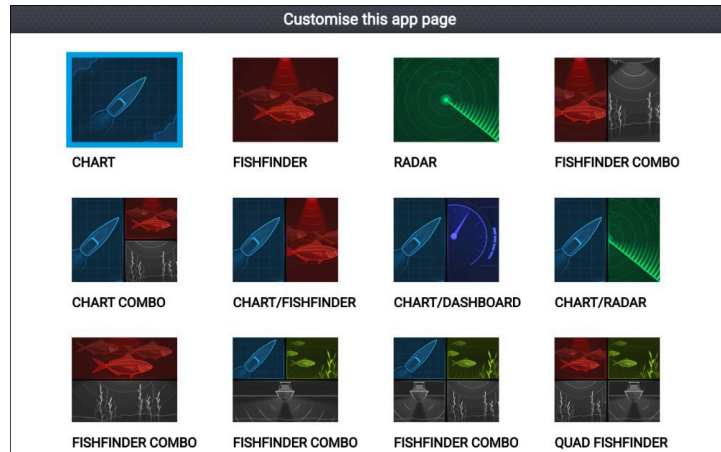 Customise this app page
CHART
FISHFINDER
RADAR
FISHFINDER COMBO
CHART COMBO
CHART/FISHFINDER
CHART/DASHBOARD
CHART/RADAR
FISHFINDER COMBO
FISHFINDER COMBO
FISHFINDER COMBO
QUAD FISHFINDER